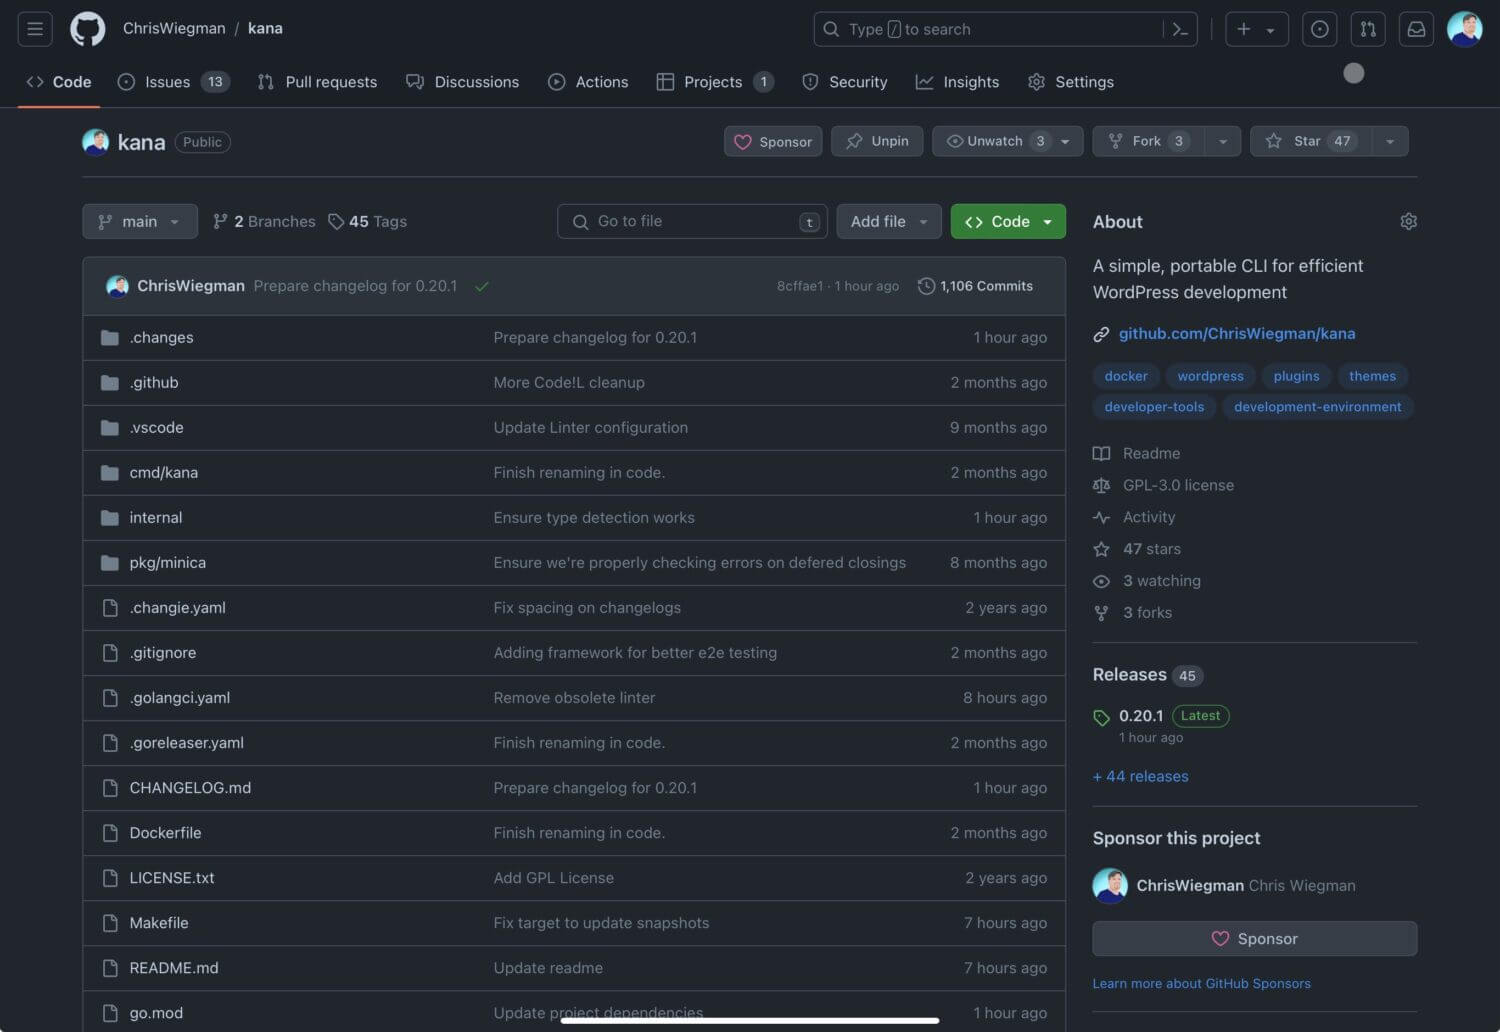 ChrisWiegman / kana
Type / to search
Code Issues 13 Pull requests Discussions Actions Projects 1 Security Insights Settings
kana Public
Sponsor Unpin Unwatch 3 Fork 3 Star 47
main 2 Branches 45 Tags
Go to file t Add file Code
ChrisWiegman Prepare changelog for 0.20.1 8cffae1 · 1 hour ago 1,106 Commits
.changes Prepare changelog for 0.20.1 1 hour ago
.github More Code!L cleanup 2 months ago
.vscode Update Linter configuration 9 months ago
cmd/kana Finish renaming in code. 2 months ago
internal Ensure type detection works 1 hour ago
pkg/minica Ensure we're properly checking errors on defered closings 8 months ago
.changie.yaml Fix spacing on changelogs 2 years ago
.gitignore Adding framework for better e2e testing 2 months ago
.golangci.yaml Remove obsolete linter 8 hours ago
.goreleaser.yaml Finish renaming in code. 2 months ago
CHANGELOG.md Prepare changelog for 0.20.1 1 hour ago
Dockerfile Finish renaming in code. 2 months ago
LICENSE.txt Add GPL License 2 years ago
Makefile Fix target to update snapshots 7 hours ago
README.md Update readme 7 hours ago
go.mod Update project dependencies 1 hour ago
About
A simple, portable CLI for efficient
WordPress development
github.com/ChrisWiegman/kana
docker wordpress plugins themes
developer-tools development-environment
Readme
GPL-3.0 license
Activity
47 stars
3 watching
3 forks
Releases 45
0.20.1 Latest
1 hour ago
+ 44 releases
Sponsor this project
ChrisWiegman Chris Wiegman
Sponsor
Learn more about GitHub Sponsors